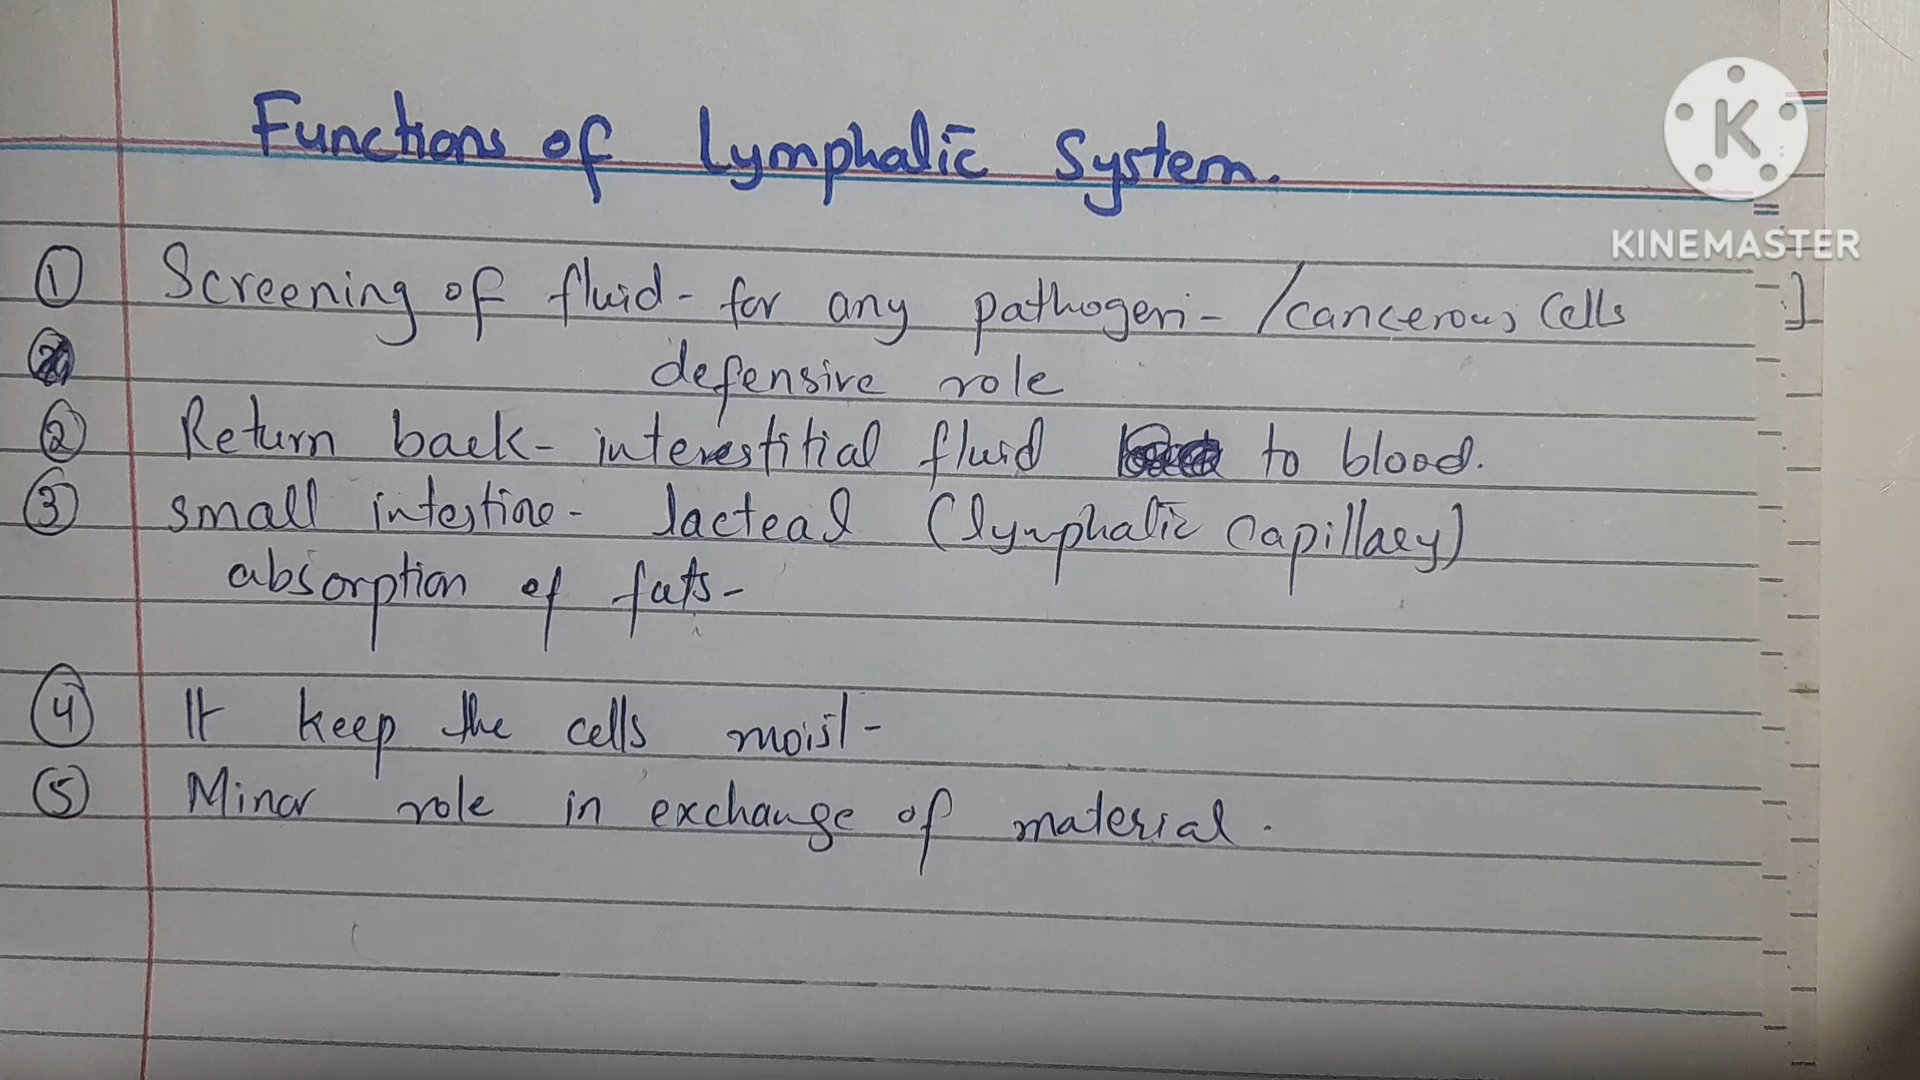 Functions of Lymphatic System.
① Screening of fluid - for any pathogen - /cancerous Cells
defensive role
② Return back - interestitial fluid to blood.
③ small intestine - lacteal (lymphatic Capillary)
absorption of fats -
④ It keep the cells moist -
⑤ Minor role in exchange of material.
K
KINEMASTER